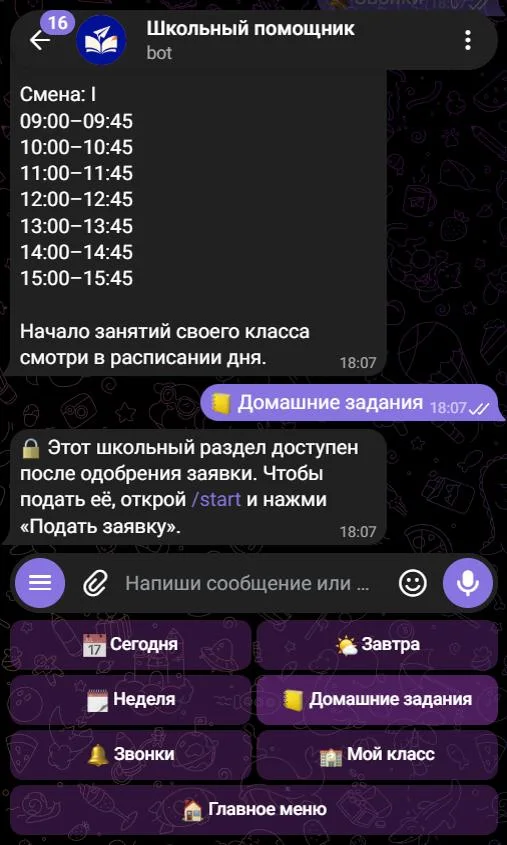 16
Школьный помощник
bot
Смена: I
09:00–09:45
10:00–10:45
11:00–11:45
12:00–12:45
13:00–13:45
14:00–14:45
15:00–15:45
Начало занятий своего класса
смотри в расписании дня.
18:07
📒 Домашние задания 18:07
🔒 Этот школьный раздел доступен
после одобрения заявки. Чтобы
подать её, открой /start и нажми
«Подать заявку».
18:07
Напиши сообщение или ...
📅 Сегодня
🌤️ Завтра
🗓️ Неделя
📒 Домашние задания
🔔 Звонки
🏫 Мой класс
🏠 Главное меню